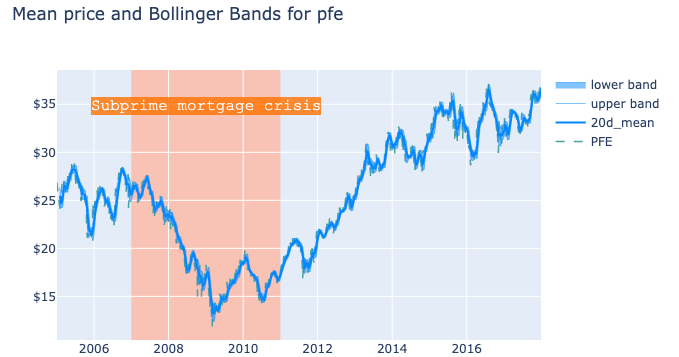 Mean price and Bollinger Bands for pfe
lower band
upper band
20d_mean
PFE
Subprime mortgage crisis
$35
$30
$25
$20
$15
2006 2008 2010 2012 2014 2016